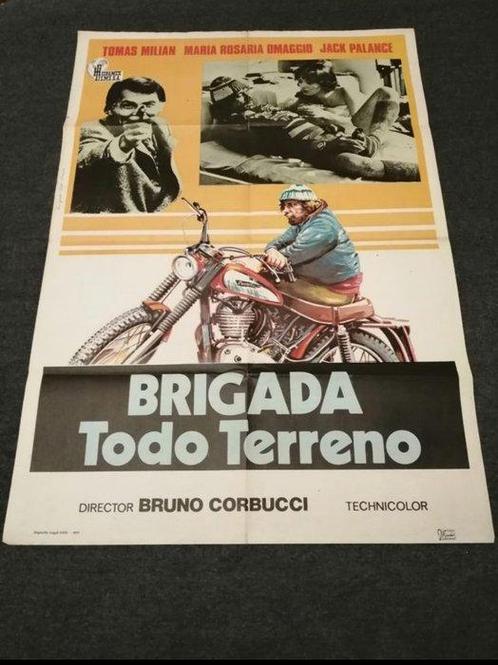 TOMAS MILIAN MARIA ROSARIA OMAGGIO JACK PALANCE
BRIGADA
Todo Terreno
DIRECTOR BRUNO CORBUCCI TECHNICOLOR